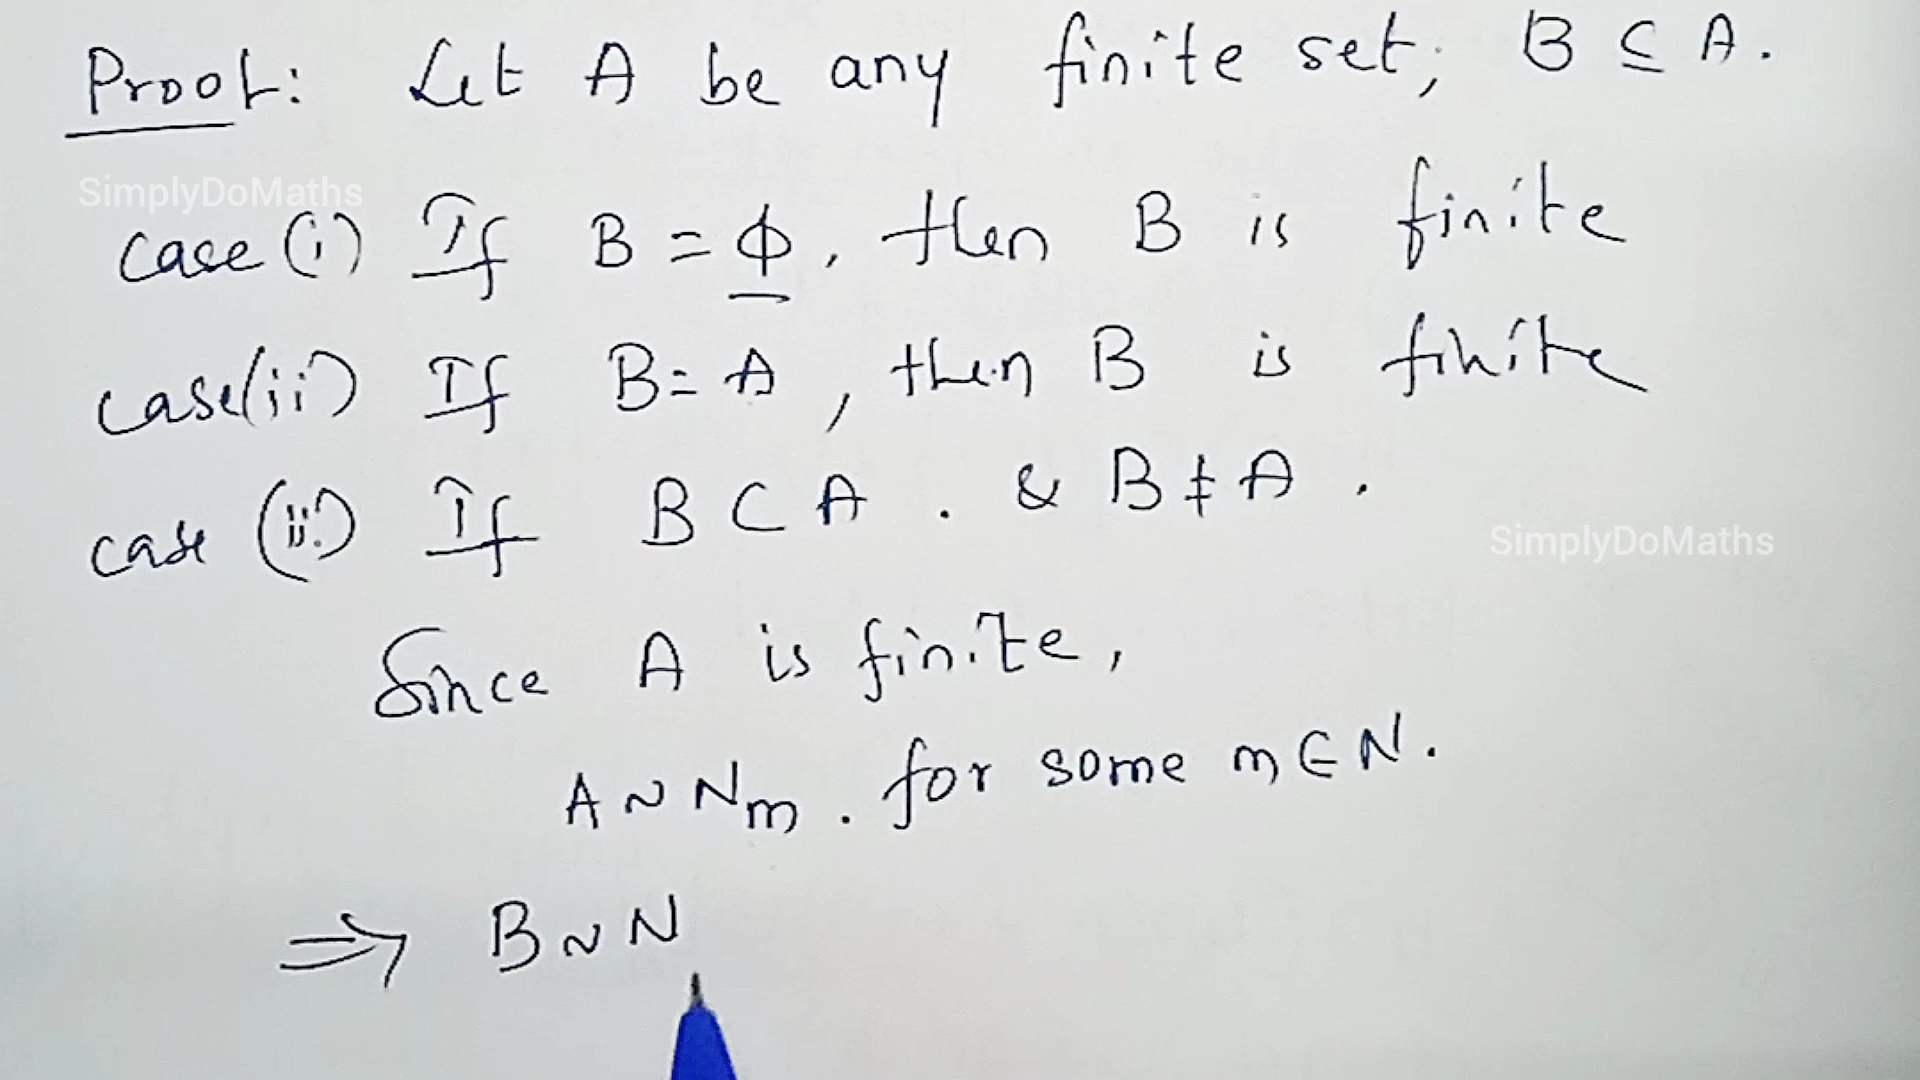 Proof: Let A be any finite set; B ⊆ A.
SimplyDoMaths
case (i) If B = ϕ, then B is finite
case (ii) If B = A, then B is finite
case (iii) If B ⊂ A . & B ≠ A .
SimplyDoMaths
Since A is finite,
A ~ Nm . for some m ∈ N.
⇒ B ~ N